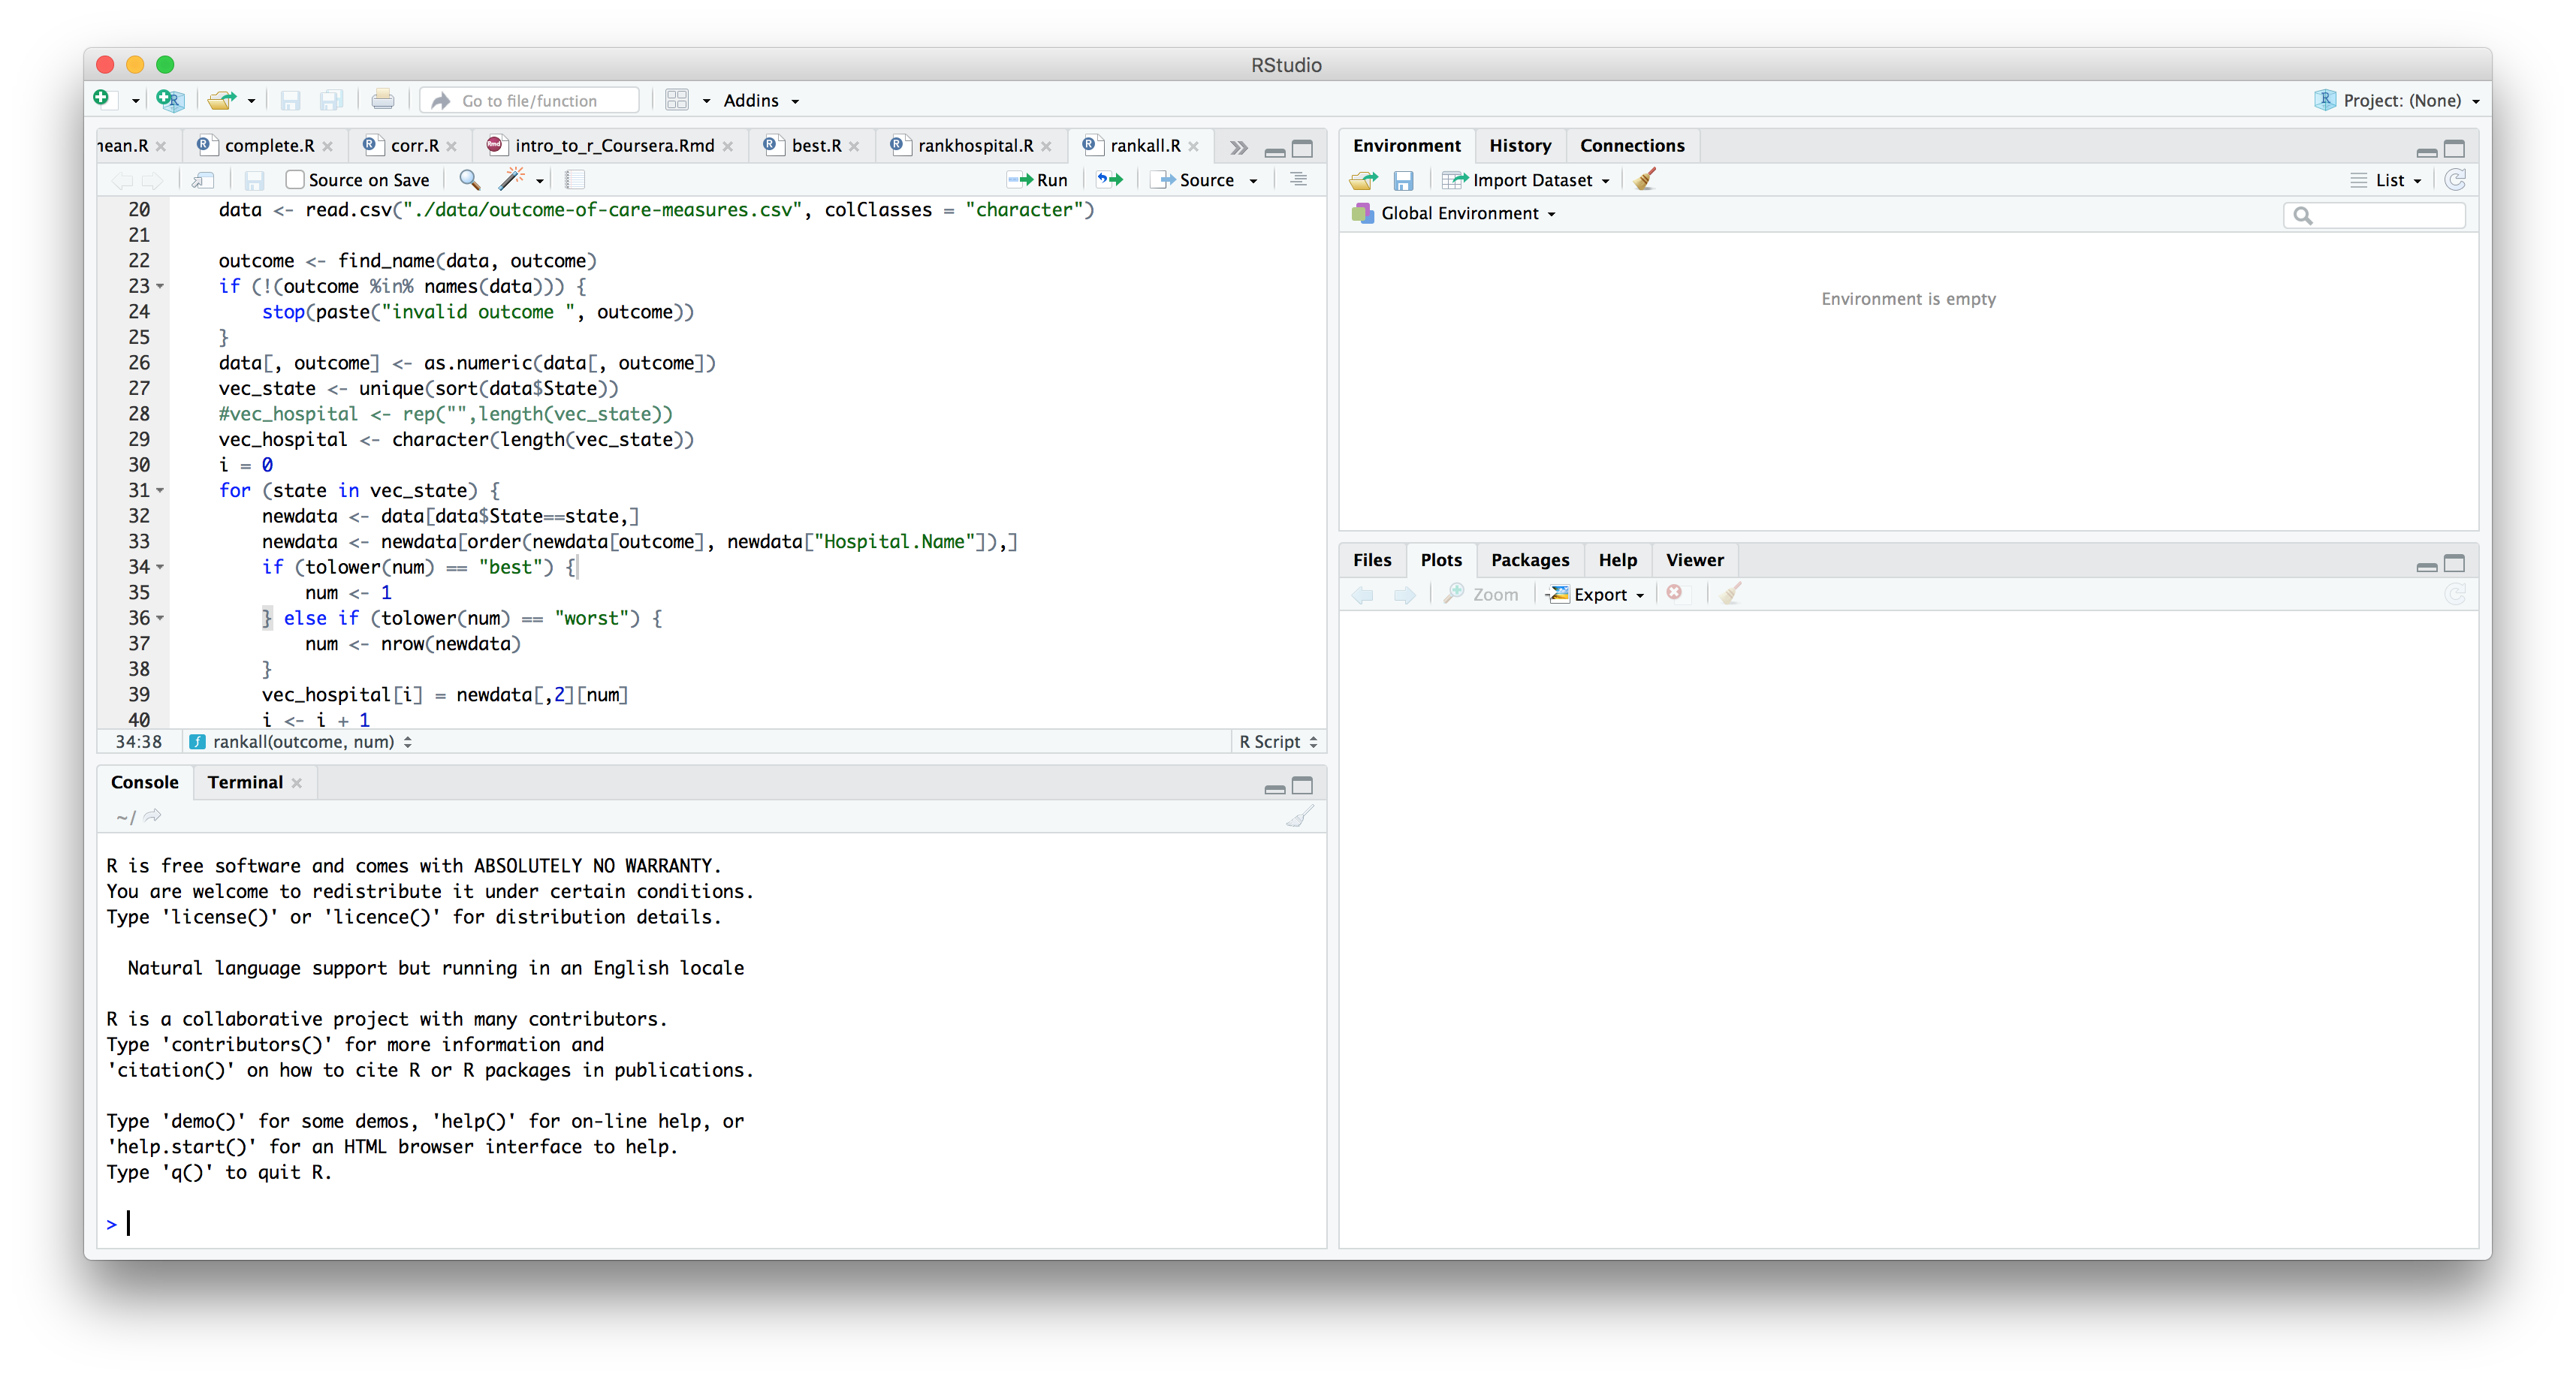 RStudio
Go to file/function Addins Project: (None)
nean.R complete.R corr.R intro_to_r_Coursera.Rmd best.R rankhospital.R rankall.R
Source on Save Run Source
20 data <- read.csv("./data/outcome-of-care-measures.csv", colClasses = "character")
21
22 outcome <- find_name(data, outcome)
23 if (!(outcome %in% names(data))) {
24 stop(paste("invalid outcome ", outcome))
25 }
26 data[, outcome] <- as.numeric(data[, outcome])
27 vec_state <- unique(sort(data$State))
28 #vec_hospital <- rep("",length(vec_state))
29 vec_hospital <- character(length(vec_state))
30 i = 0
31 for (state in vec_state) {
32 newdata <- data[data$State==state,]
33 newdata <- newdata[order(newdata[outcome], newdata["Hospital.Name"]),]
34 if (tolower(num) == "best") {
35 num <- 1
36 } else if (tolower(num) == "worst") {
37 num <- nrow(newdata)
38 }
39 vec_hospital[i] = newdata[,2][num]
40 i <- i + 1
34:38 rankall(outcome, num) R Script
Console Terminal
~/
R is free software and comes with ABSOLUTELY NO WARRANTY.
You are welcome to redistribute it under certain conditions.
Type 'license()' or 'licence()' for distribution details.
Natural language support but running in an English locale
R is a collaborative project with many contributors.
Type 'contributors()' for more information and
'citation()' on how to cite R or R packages in publications.
Type 'demo()' for some demos, 'help()' for on-line help, or
'help.start()' for an HTML browser interface to help.
Type 'q()' to quit R.
>
Environment History Connections
Import Dataset List
Global Environment
Environment is empty
Files Plots Packages Help Viewer
Zoom Export